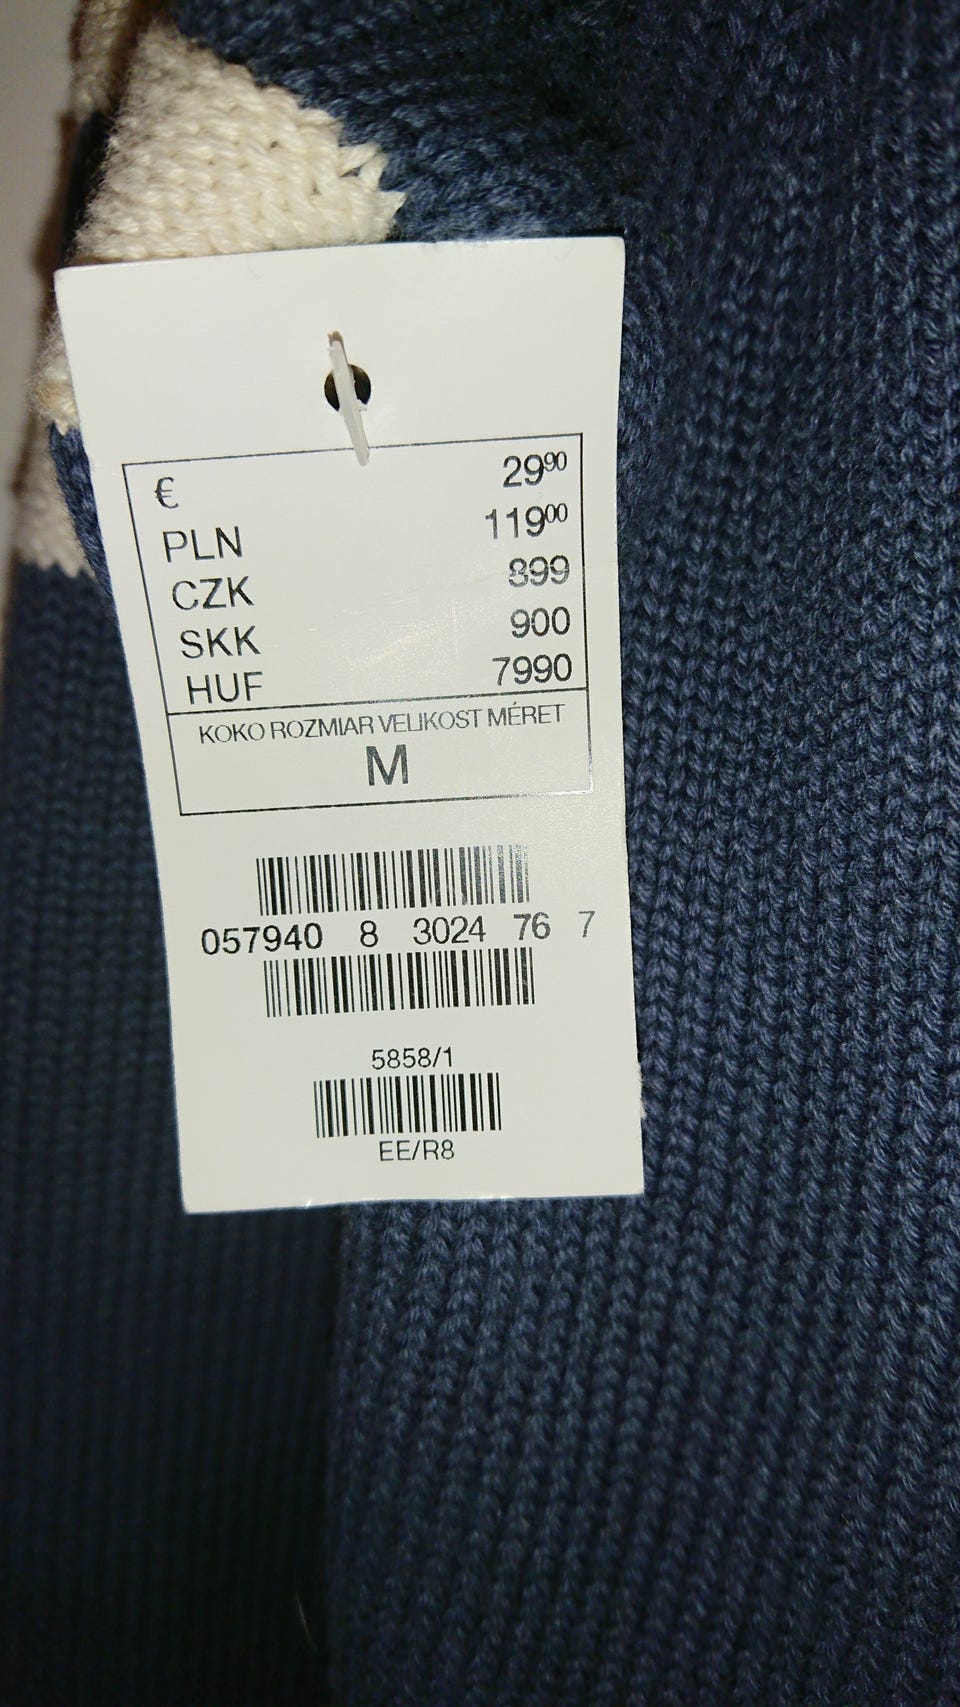 € 29⁹⁰
PLN 119⁰⁰
CZK 899
SKK 900
HUF 7990
KOKO ROZMIAR VELIKOST MÉRET
M
057940 8 3024 76 7
5858/1
EE/R8